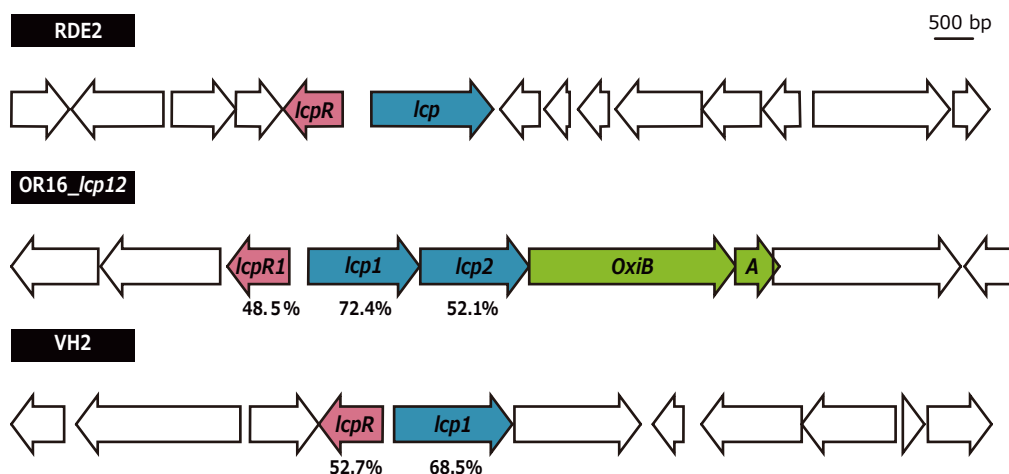 RDE2
500 bp
lcpR
lcp
OR16_lcp12
lcpR1
lcp1
lcp2
OxiB
A
48.5%
72.4%
52.1%
VH2
lcpR
lcp1
52.7%
68.5%